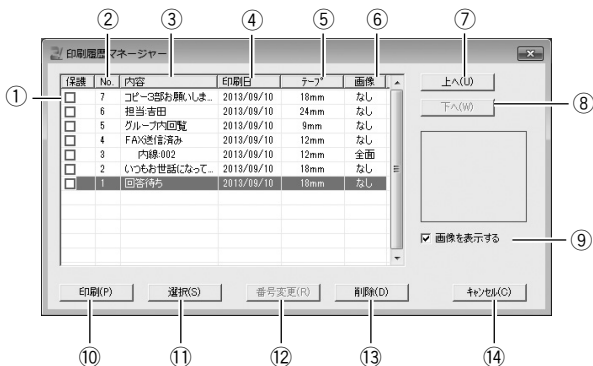 ② ③ ④ ⑤ ⑥ ⑦
印刷履歴マネージャー
① 保護 No. 内容 印刷日 テープ 画像 上へ(U)
7 コピー3部お願いしま... 2013/09/10 18mm なし
6 担当:吉田 2013/09/10 24mm なし 下へ(W) ⑧
5 グループ内回覧 2013/09/10 9mm なし
4 FAX送信済み 2013/09/10 12mm なし
3 内線:002 2013/09/10 12mm 全面
2 いつもお世話になって... 2013/09/10 18mm なし
1 回答待ち 2013/09/10 18mm なし
画像を表示する ⑨
印刷(P) 選択(S) 番号変更(R) 削除(D) キャンセル(C)
⑩ ⑪ ⑫ ⑬ ⑭